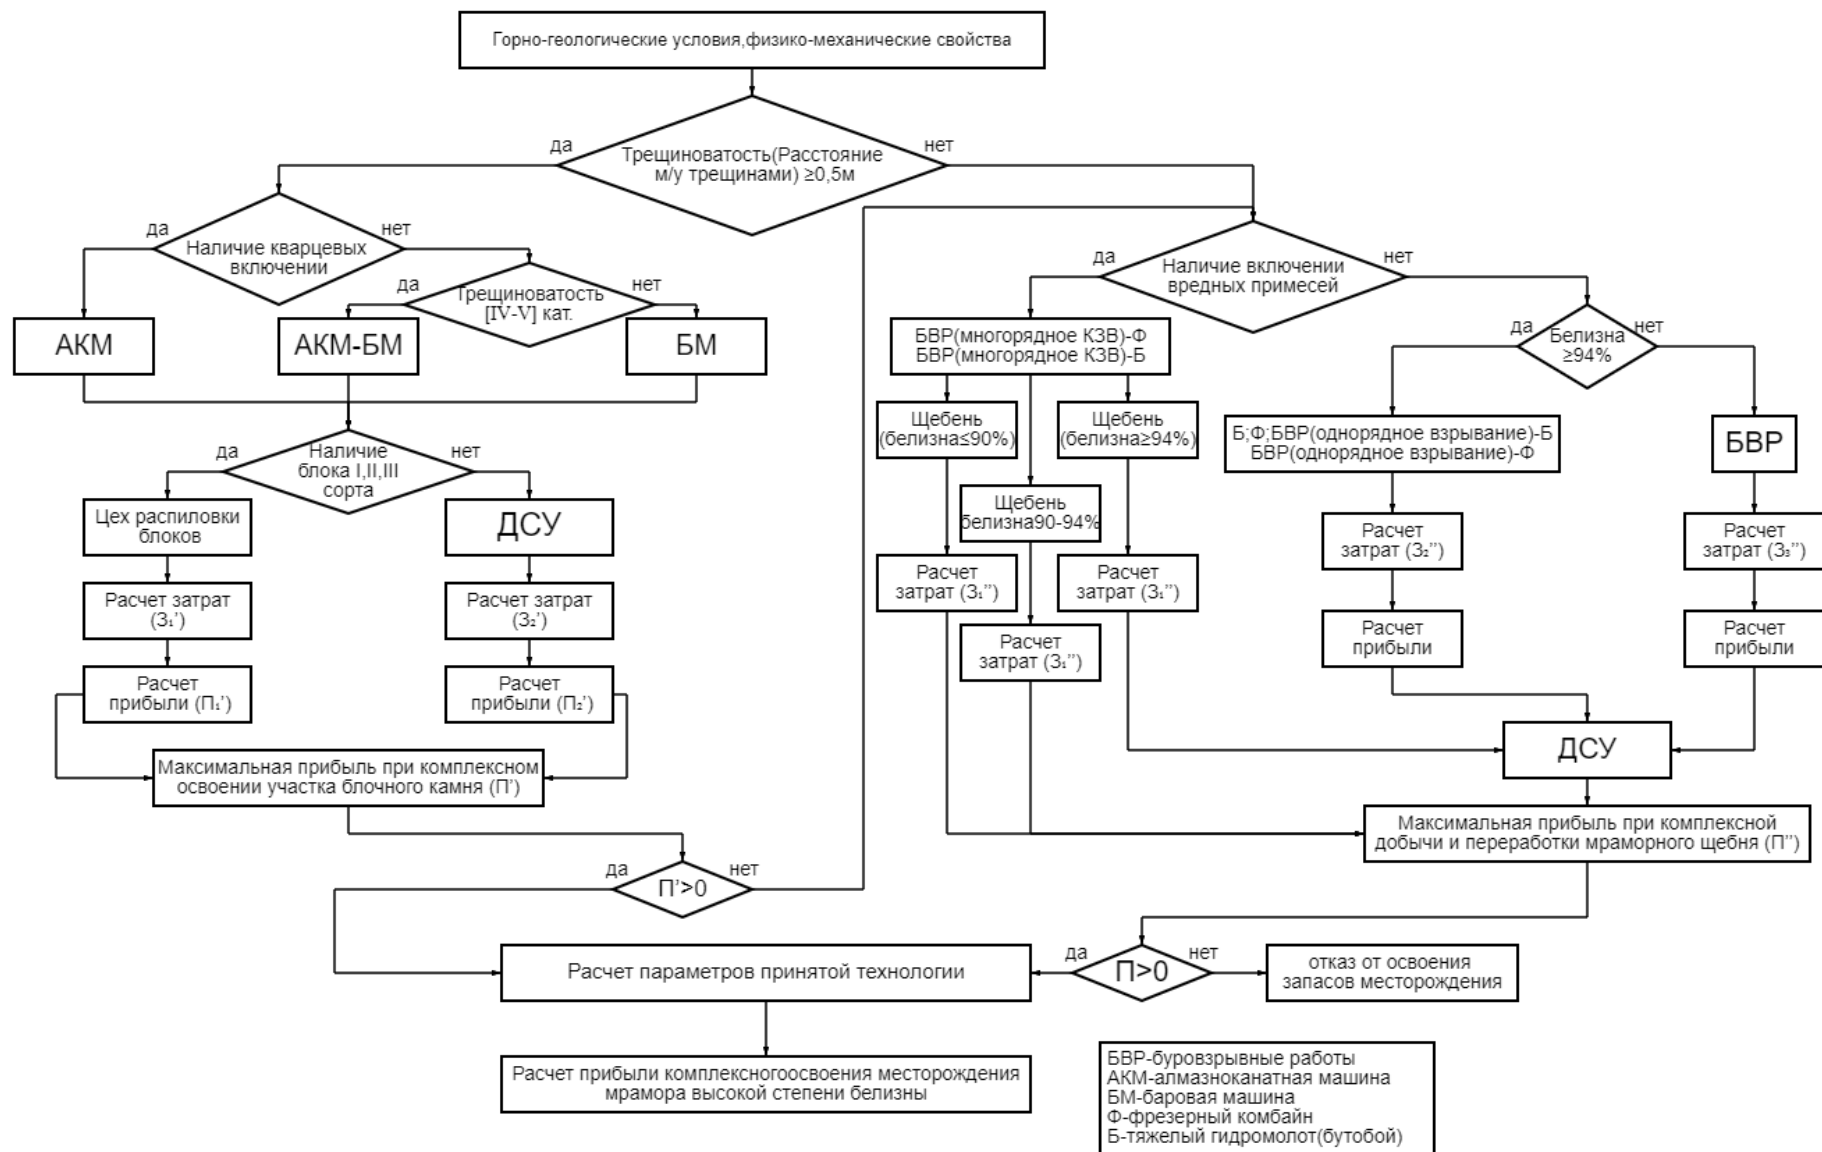 Горно-геологические условия,физико-механические свойства
да
нет
Трещиноватость(Расстояние
м/у трещинами) ≥0,5м
да
нет
Наличие кварцевых
включении
да
нет
Трещиноватость
[IV-V] кат.
АКМ
АКМ-БМ
БМ
да
нет
Наличие
блока I,II,III
сорта
Цех распиловки
блоков
ДСУ
Расчет затрат
(З₁’)
Расчет затрат
(З₂’)
Расчет
прибыли (П₁’)
Расчет
прибыли (П₂’)
Максимальная прибыль при комплексном
освоении участка блочного камня (П’)
да
нет
П’>0
да
нет
Наличие включении
вредных примесей
БВР(многорядное КЗВ)-Ф
БВР(многорядное КЗВ)-Б
да
нет
Белизна
≥94%
Щебень
(белизна≤90%)
Щебень
(белизна≥94%)
Щебень
белизна90-94%
Б;Ф;БВР(однорядное взрывание)-Б
БВР(однорядное взрывание)-Ф
БВР
Расчет
затрат (З₁’’)
Расчет
затрат (З₁’’)
Расчет
затрат (З₁’’)
Расчет
затрат (З₂’’)
Расчет
затрат (З₃’’)
Расчет
прибыли
Расчет
прибыли
ДСУ
Максимальная прибыль при комплексной
добычи и переработки мраморного щебня (П’’)
да
нет
П>0
Расчет параметров принятой технологии
отказ от освоения
запасов месторождения
Расчет прибыли комплексногоосвоения месторождения
мрамора высокой степени белизны
БВР-буровзрывные работы
АКМ-алмазноканатная машина
БМ-баровая машина
Ф-фрезерный комбайн
Б-тяжелый гидромолот(бутобой)